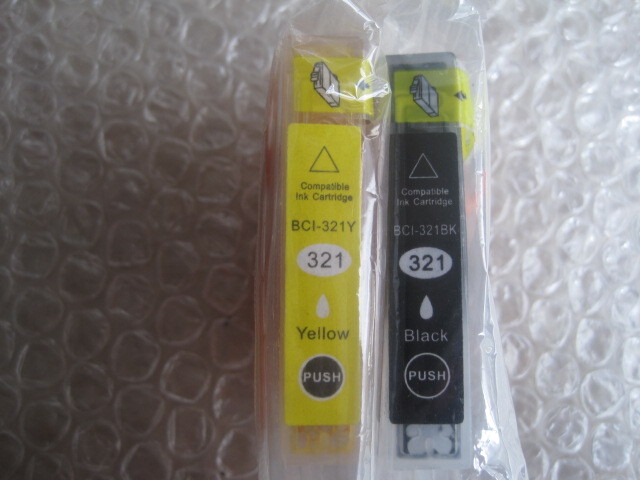 Compatible
Ink Cartridge
BCI-321Y
321
Yellow
PUSH
Compatible
Ink Cartridge
BCI-321BK
321
Black
PUSH